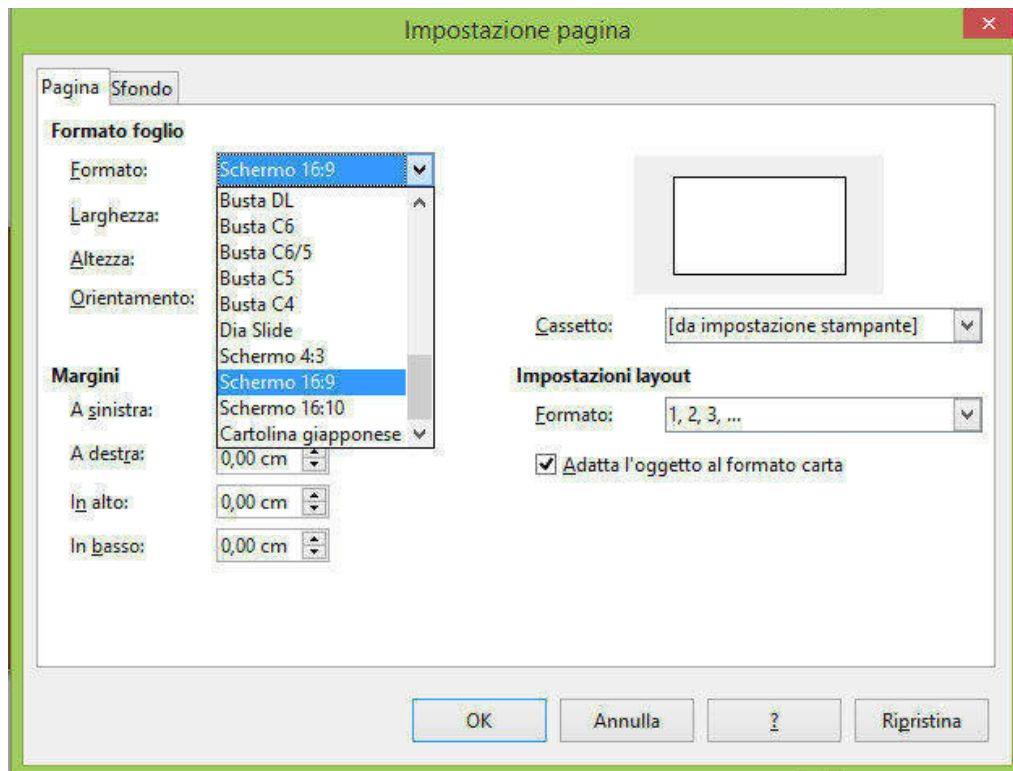 Impostazione pagina
Pagina Sfondo
Formato foglio
Formato: Schermo 16:9
Busta DL
Larghezza:
Busta C6
Busta C6/5
Altezza:
Busta C5
Orientamento:
Busta C4
Dia Slide
Cassetto: [da impostazione stampante]
Schermo 4:3
Margini
Schermo 16:9
Impostazioni layout
A sinistra:
Schermo 16:10
Formato: 1, 2, 3, ...
Cartolina giapponese
A destra: 0,00 cm
Adatta l'oggetto al formato carta
In alto: 0,00 cm
In basso: 0,00 cm
OK Annulla ? Ripristina